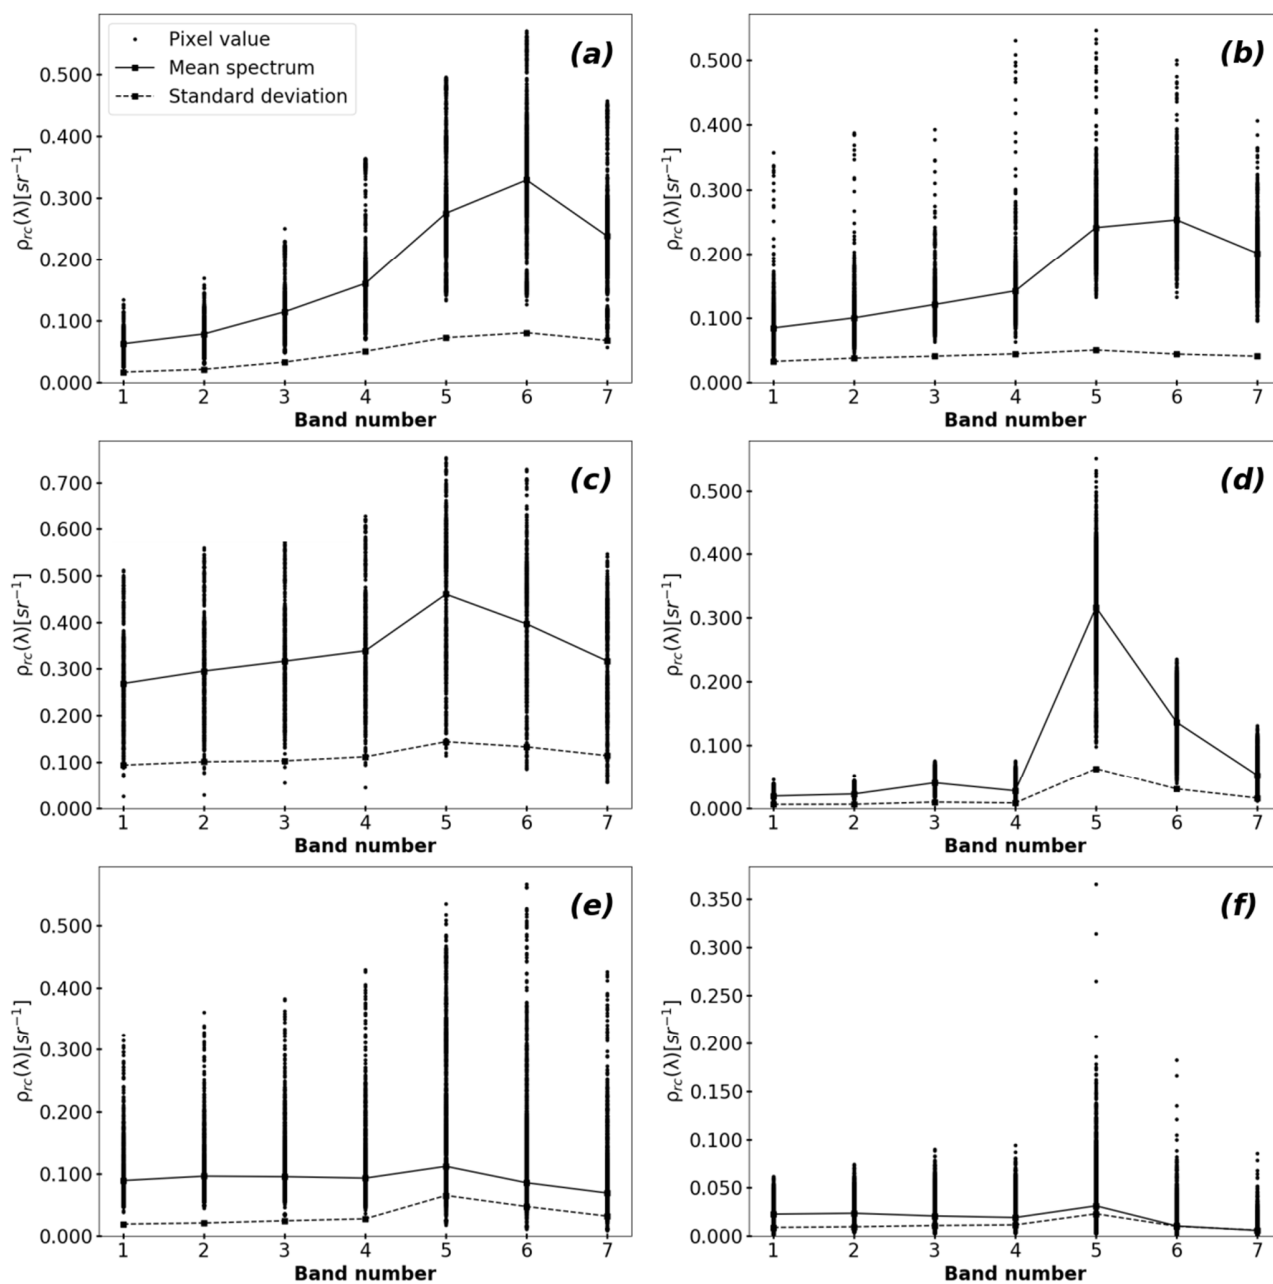 Pixel value
Mean spectrum
Standard deviation
(a)
0.500
0.400
0.300
0.200
0.100
0.000
ρrc(λ)[sr⁻¹]
1 2 3 4 5 6 7
Band number
(b)
0.500
0.400
0.300
0.200
0.100
0.000
ρrc(λ)[sr⁻¹]
1 2 3 4 5 6 7
Band number
(c)
0.700
0.600
0.500
0.400
0.300
0.200
0.100
0.000
ρrc(λ)[sr⁻¹]
1 2 3 4 5 6 7
Band number
(d)
0.500
0.400
0.300
0.200
0.100
0.000
ρrc(λ)[sr⁻¹]
1 2 3 4 5 6 7
Band number
(e)
0.500
0.400
0.300
0.200
0.100
0.000
ρrc(λ)[sr⁻¹]
1 2 3 4 5 6 7
Band number
(f)
0.350
0.300
0.250
0.200
0.150
0.100
0.050
0.000
ρrc(λ)[sr⁻¹]
1 2 3 4 5 6 7
Band number